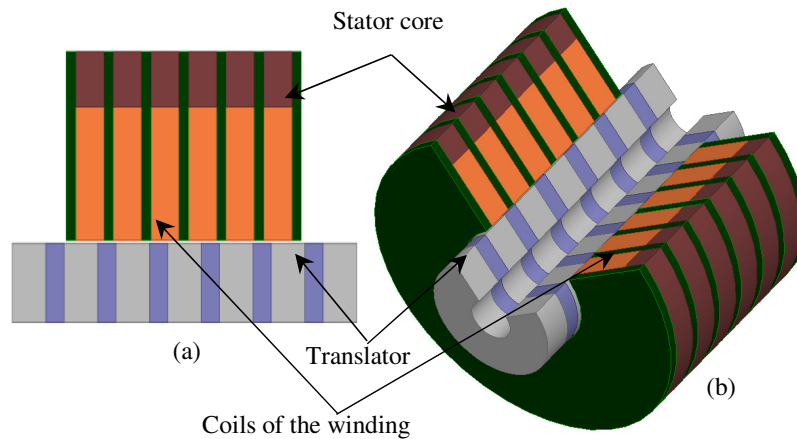 Stator core
Translator
(a)
(b)
Coils of the winding